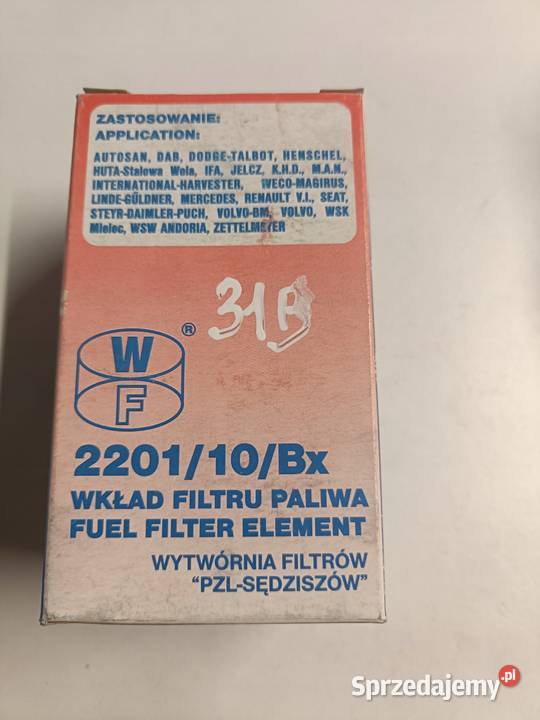 ZASTOSOWANIE:
APPLICATION:
AUTOSAN, DAB, DODGE-TALBOT, HENSCHEL,
HUTA-Stalowa Wola, IFA, JELCZ, K.H.D., M.A.N.,
INTERNATIONAL-HARVESTER, IVECO-MAGIRUS,
LINDE-GÜLDNER, MERCEDES, RENAULT V.I., SEAT,
STEYR-DAIMLER-PUCH, VOLVO-BM, VOLVO, WSK
Mielec, WSW ANDORIA, ZETTELMEYER
31B
W ®
F
2201/10/Bx
WKŁAD FILTRU PALIWA
FUEL FILTER ELEMENT
WYTWÓRNIA FILTRÓW
"PZL-SĘDZISZÓW"
Sprzedajemy.pl